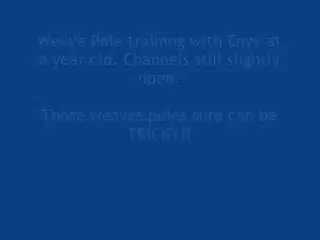 Weave Pole training with Envy at
a year old. Channels still slightly
open.
Those weaves poles sure can be
TRICKY!!